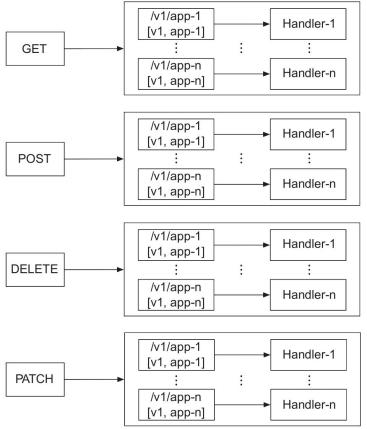 GET
/v1/app-1
[v1, app-1]
Handler-1
/v1/app-n
[v1, app-n]
Handler-n
POST
/v1/app-1
[v1, app-1]
Handler-1
/v1/app-n
[v1, app-n]
Handler-n
DELETE
/v1/app-1
[v1, app-1]
Handler-1
/v1/app-n
[v1, app-n]
Handler-n
PATCH
/v1/app-1
[v1, app-1]
Handler-1
/v1/app-n
[v1, app-n]
Handler-n